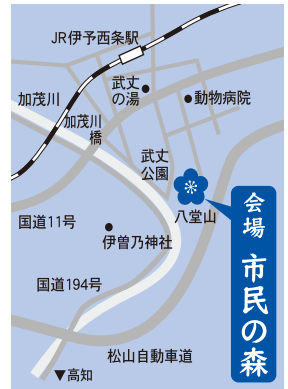 JR伊予西条駅
武丈
の湯
動物病院
加茂川
加茂川
橋
武丈
公園
八堂山
会場 市民の森
国道11号
伊曽乃神社
国道194号
松山自動車道
▼高知